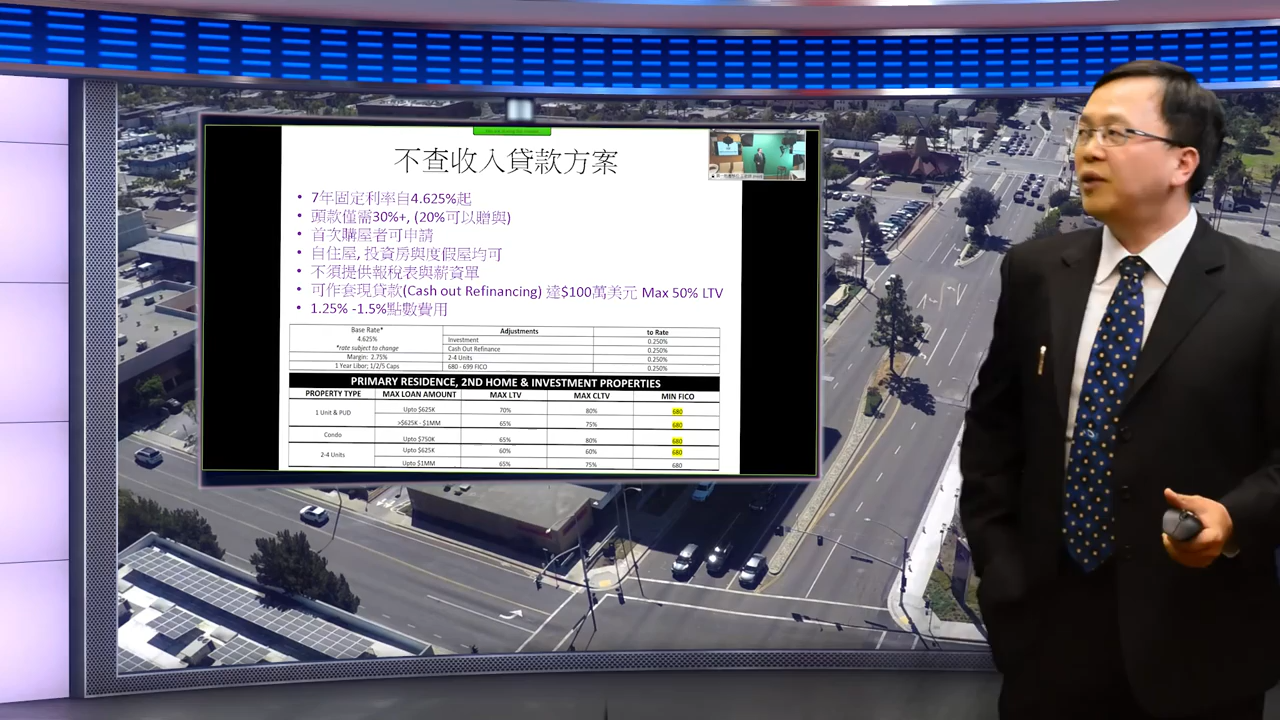 不查收入貸款方案
• 7年固定利率自4.625%起
• 頭款僅需30%+, (20%可以贈與)
• 首次購屋者可申請
• 自住屋, 投資房與度假屋均可
• 不須提供報稅表與薪資單
• 可作套現貸款(Cash out Refinancing) 達$100萬美元 Max 50% LTV
• 1.25% -1.5%點數費用
Base Rate* Adjustments to Rate
4.625% Investment 0.250%
*rate subject to change Cash Out Refinance 0.250%
Margin: 2.75% 2-4 Units 0.250%
1 Year Libor; 1/2/5 Caps 680 - 699 FICO 0.250%
PRIMARY RESIDENCE, 2ND HOME & INVESTMENT PROPERTIES
PROPERTY TYPE MAX LOAN AMOUNT MAX LTV MAX CLTV MIN FICO
1 Unit & PUD Upto $625K 70% 80% 680
>$625K - $1MM 65% 75% 680
Condo Upto $750K 65% 80% 680
2-4 Units Upto $625K 60% 60% 680
Upto $1MM 65% 75% 680